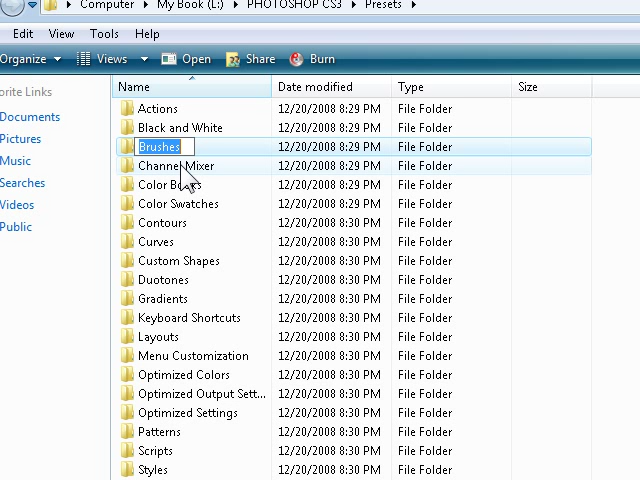 Computer My Book (L:) PHOTOSHOP CS3 Presets
Edit View Tools Help
Organize Views Open Share Burn
orite Links
Documents
Pictures
Music
Searches
Videos
Public
Name Date modified Type Size
Actions 12/20/2008 8:29 PM File Folder
Black and White 12/20/2008 8:29 PM File Folder
Brushes 12/20/2008 8:29 PM File Folder
Channel Mixer 12/20/2008 8:29 PM File Folder
Color Books 12/20/2008 8:29 PM File Folder
Color Swatches 12/20/2008 8:29 PM File Folder
Contours 12/20/2008 8:30 PM File Folder
Curves 12/20/2008 8:30 PM File Folder
Custom Shapes 12/20/2008 8:30 PM File Folder
Duotones 12/20/2008 8:30 PM File Folder
Gradients 12/20/2008 8:30 PM File Folder
Keyboard Shortcuts 12/20/2008 8:30 PM File Folder
Layouts 12/20/2008 8:30 PM File Folder
Menu Customization 12/20/2008 8:30 PM File Folder
Optimized Colors 12/20/2008 8:30 PM File Folder
Optimized Output Sett... 12/20/2008 8:30 PM File Folder
Optimized Settings 12/20/2008 8:30 PM File Folder
Patterns 12/20/2008 8:30 PM File Folder
Scripts 12/20/2008 8:30 PM File Folder
Styles 12/20/2008 8:30 PM File Folder